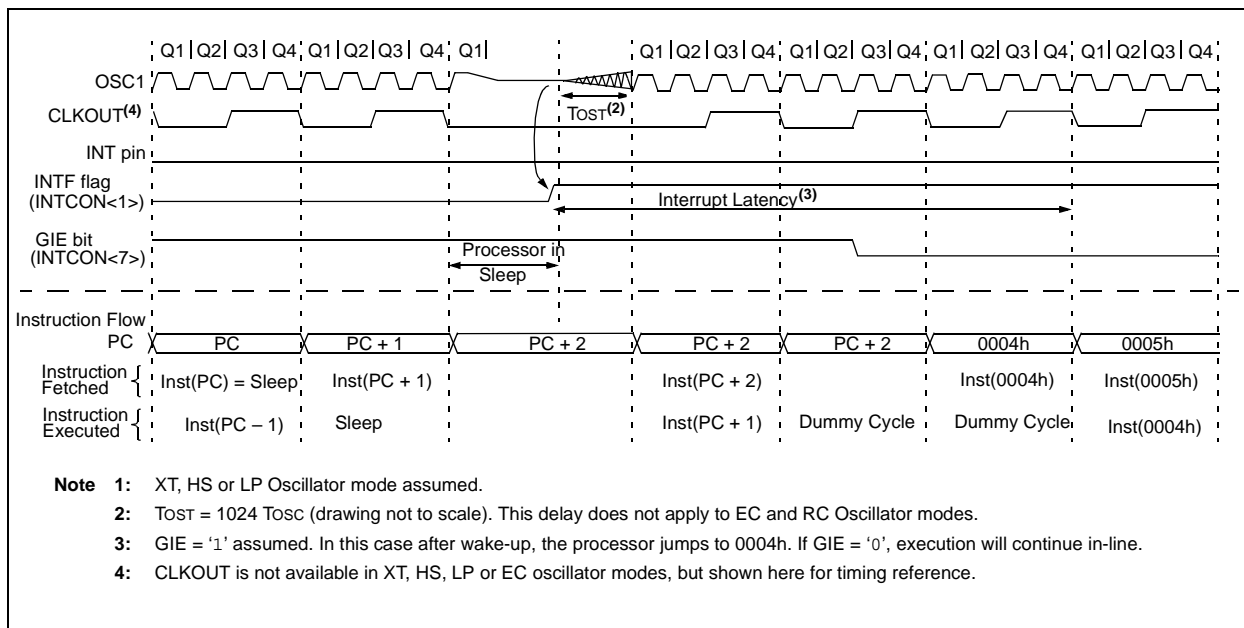 Q1 Q2 Q3 Q4 Q1 Q2 Q3 Q4 Q1 Q1 Q2 Q3 Q4 Q1 Q2 Q3 Q4 Q1 Q2 Q3 Q4 Q1 Q2 Q3 Q4
OSC1
CLKOUT(4)
TOST(2)
INT pin
INTF flag
(INTCON<1>)
Interrupt Latency(3)
GIE bit
(INTCON<7>)
Processor in
Sleep
Instruction Flow
PC PC PC + 1 PC + 2 PC + 2 PC + 2 0004h 0005h
Instruction
Fetched
Inst(PC) = Sleep Inst(PC + 1) Inst(PC + 2) Inst(0004h) Inst(0005h)
Instruction
Executed
Inst(PC – 1) Sleep Inst(PC + 1) Dummy Cycle Dummy Cycle Inst(0004h)
Note 1: XT, HS or LP Oscillator mode assumed.
2: TOST = 1024 TOSC (drawing not to scale). This delay does not apply to EC and RC Oscillator modes.
3: GIE = ‘1’ assumed. In this case after wake-up, the processor jumps to 0004h. If GIE = ‘0’, execution will continue in-line.
4: CLKOUT is not available in XT, HS, LP or EC oscillator modes, but shown here for timing reference.